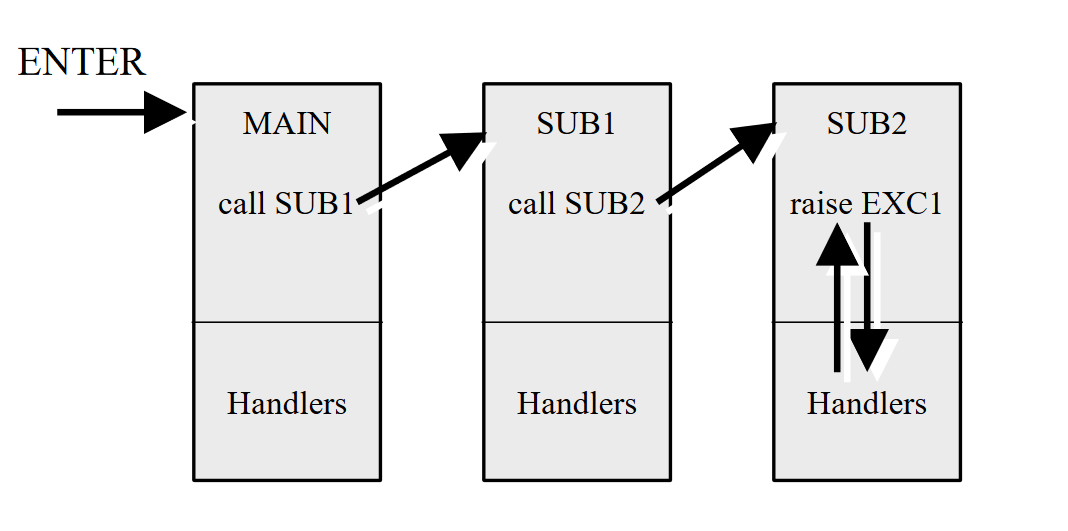 ENTER
MAIN
SUB1
SUB2
call SUB1
call SUB2
raise EXC1
Handlers
Handlers
Handlers